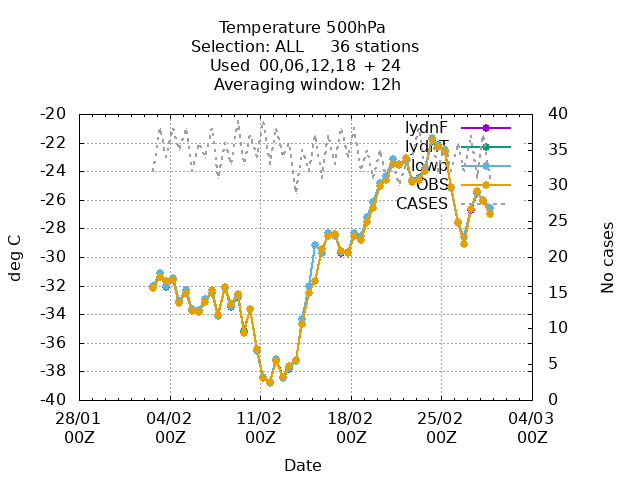 Temperature 500hPa
Selection: ALL 36 stations
Used 00,06,12,18 + 24
Averaging window: 12h
-20
-22
-24
-26
-28
-30
-32
-34
-36
-38
-40
40
35
30
25
20
15
10
5
0
IydnF
IydnT
Iowp
OBS
CASES
deg C
No cases
28/01 04/02 11/02 18/02 25/02 04/03
00Z 00Z 00Z 00Z 00Z 00Z
Date